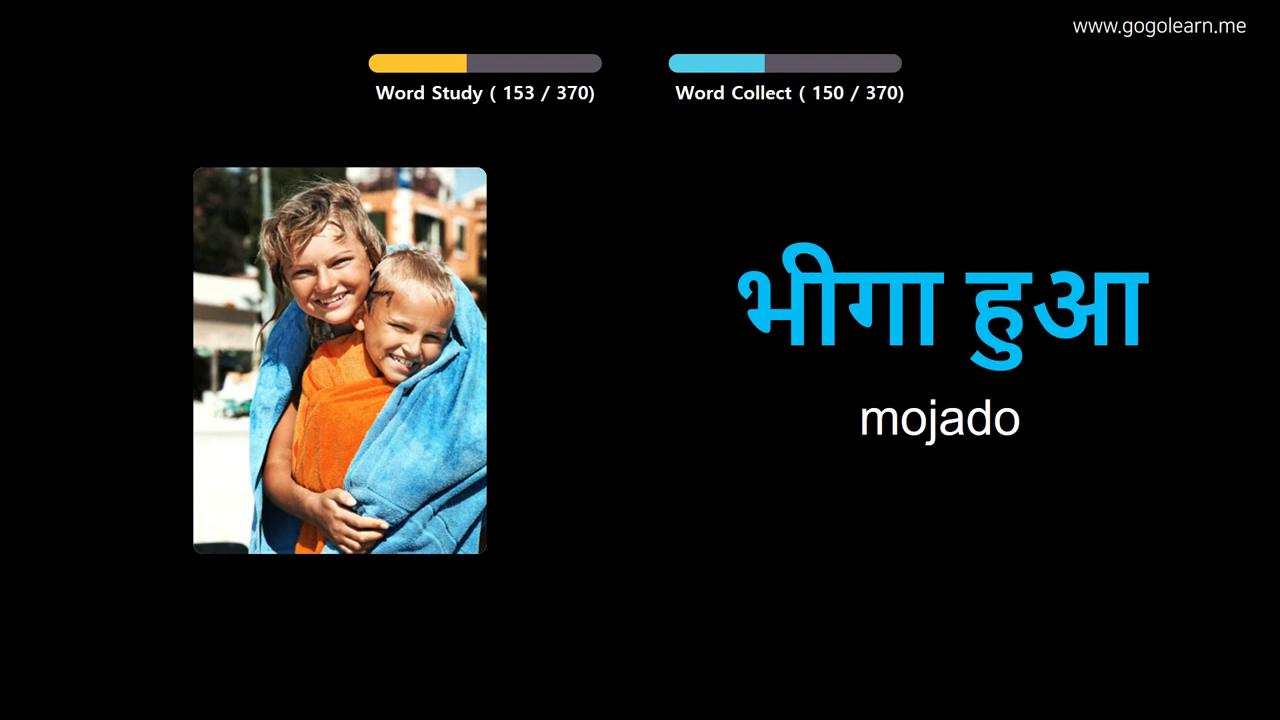 www.gogolearn.me
Word Study ( 153 / 370)
Word Collect ( 150 / 370)
भीगा हुआ
mojado